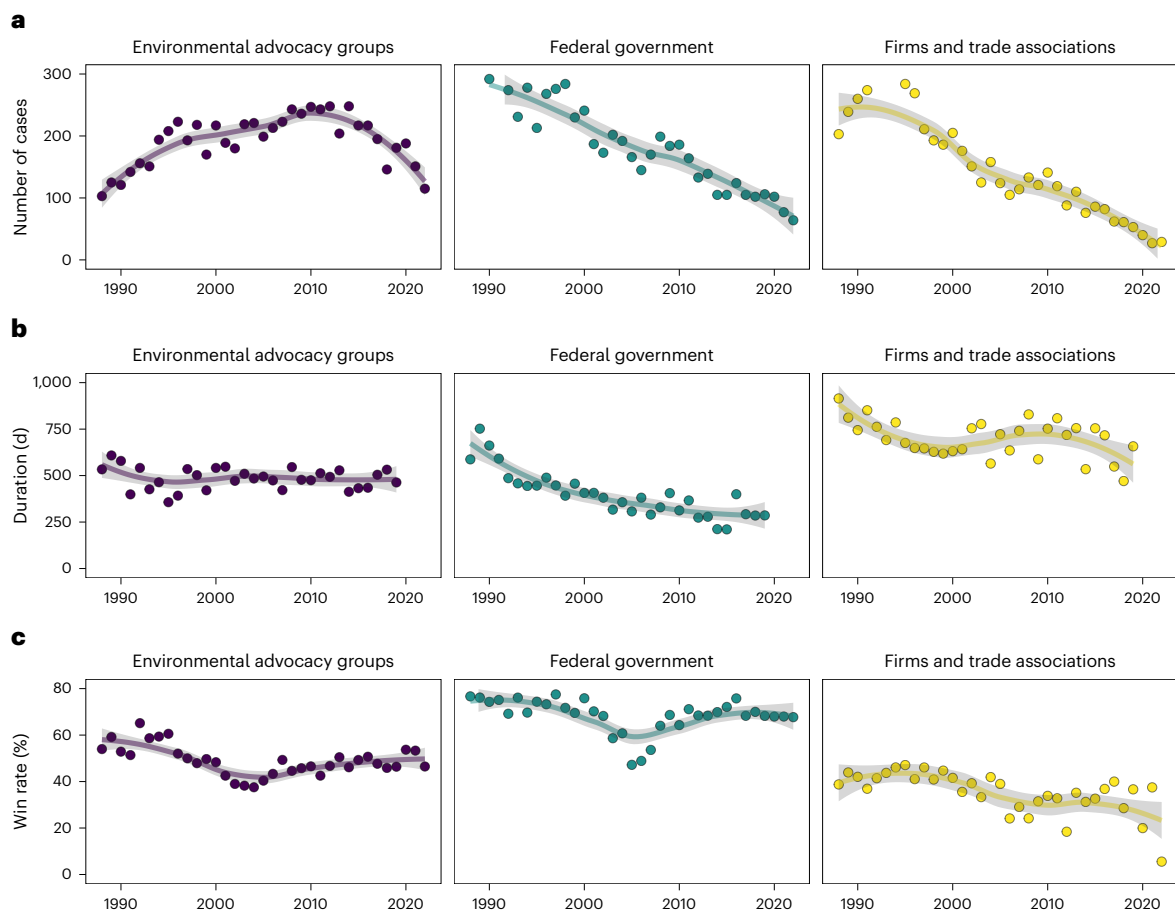 a
Environmental advocacy groups
Federal government
Firms and trade associations
Number of cases
300
200
100
0
1990 2000 2010 2020
1990 2000 2010 2020
1990 2000 2010 2020
b
Environmental advocacy groups
Federal government
Firms and trade associations
Duration (d)
1,000
750
500
250
0
1990 2000 2010 2020
1990 2000 2010 2020
1990 2000 2010 2020
c
Environmental advocacy groups
Federal government
Firms and trade associations
Win rate (%)
80
60
40
20
0
1990 2000 2010 2020
1990 2000 2010 2020
1990 2000 2010 2020